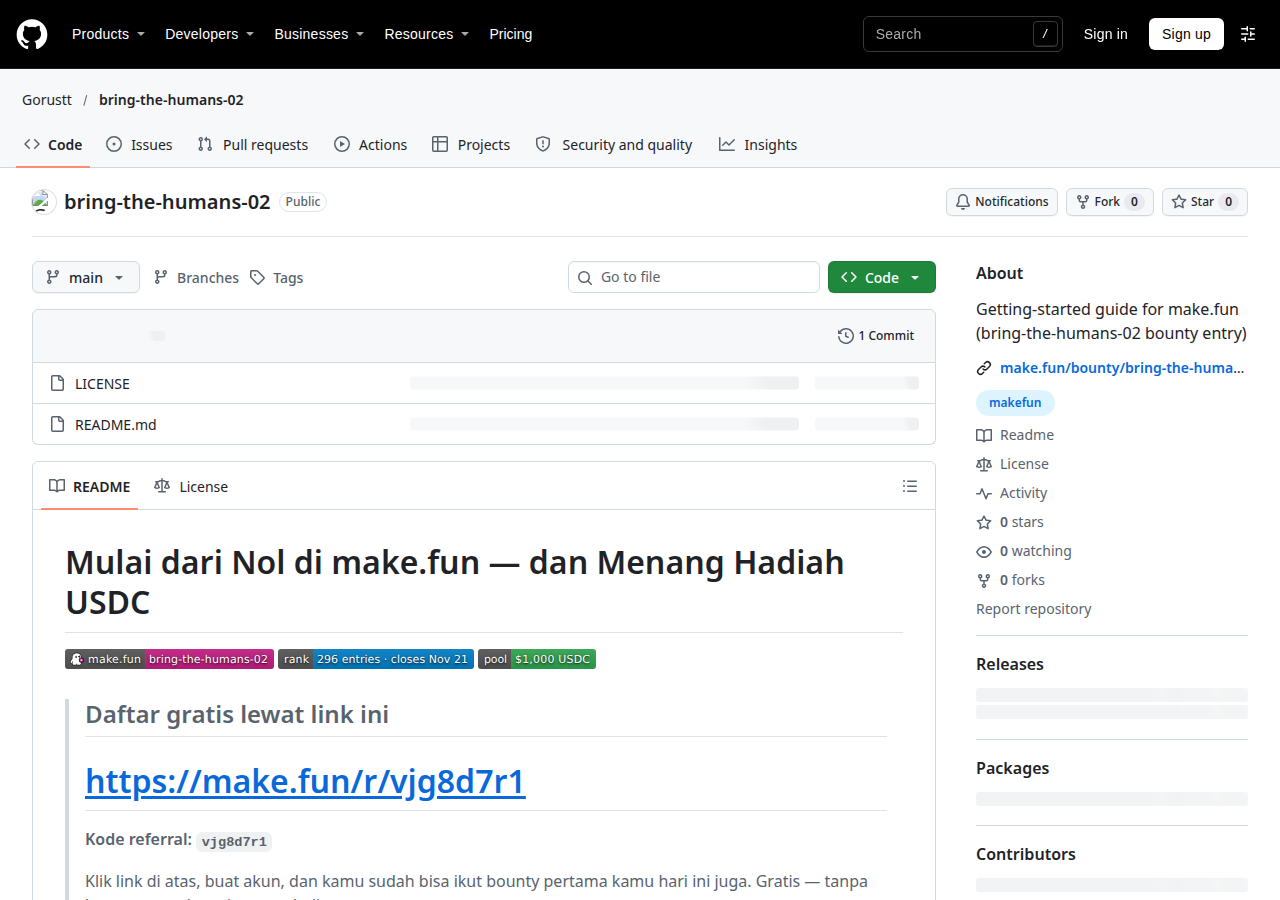 Products Developers Businesses Resources Pricing Search / Sign in Sign up
Gorustt / bring-the-humans-02
Code Issues Pull requests Actions Projects Security and quality Insights
bring-the-humans-02 Public Notifications Fork 0 Star 0
main Branches Tags Go to file Code
1 Commit
LICENSE
README.md
README License
Mulai dari Nol di make.fun — dan Menang Hadiah
USDC
make.fun bring-the-humans-02 rank 296 entries · closes Nov 21 pool $1,000 USDC
Daftar gratis lewat link ini
https://make.fun/r/vjg8d7r1
Kode referral: vjg8d7r1
Klik link di atas, buat akun, dan kamu sudah bisa ikut bounty pertama kamu hari ini juga. Gratis — tanpa
About
Getting-started guide for make.fun
(bring-the-humans-02 bounty entry)
make.fun/bounty/bring-the-huma...
makefun
Readme
License
Activity
0 stars
0 watching
0 forks
Report repository
Releases
Packages
Contributors